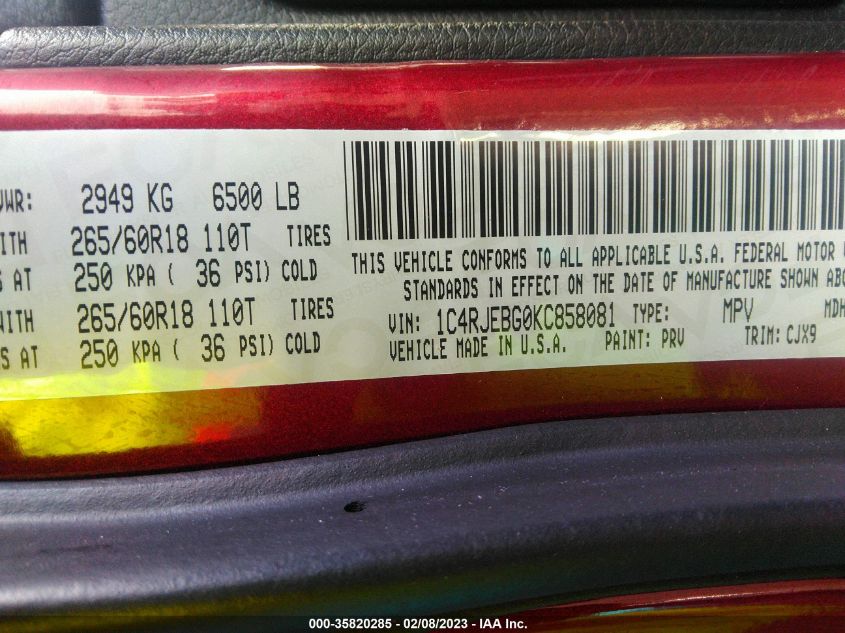 VWR: 2949 KG 6500 LB
ITH 265/60R18 110T TIRES
S AT 250 KPA ( 36 PSI) COLD
WITH 265/60R18 110T TIRES
S AT 250 KPA ( 36 PSI) COLD
THIS VEHICLE CONFORMS TO ALL APPLICABLE U.S.A. FEDERAL MOTOR
STANDARDS IN EFFECT ON THE DATE OF MANUFACTURE SHOWN ABO
VIN: 1C4RJEBG0KC858081 TYPE: MPV MDH
VEHICLE MADE IN U.S.A. PAINT: PRV TRIM: CJX9
000-35820285 - 02/08/2023 - IAA Inc.